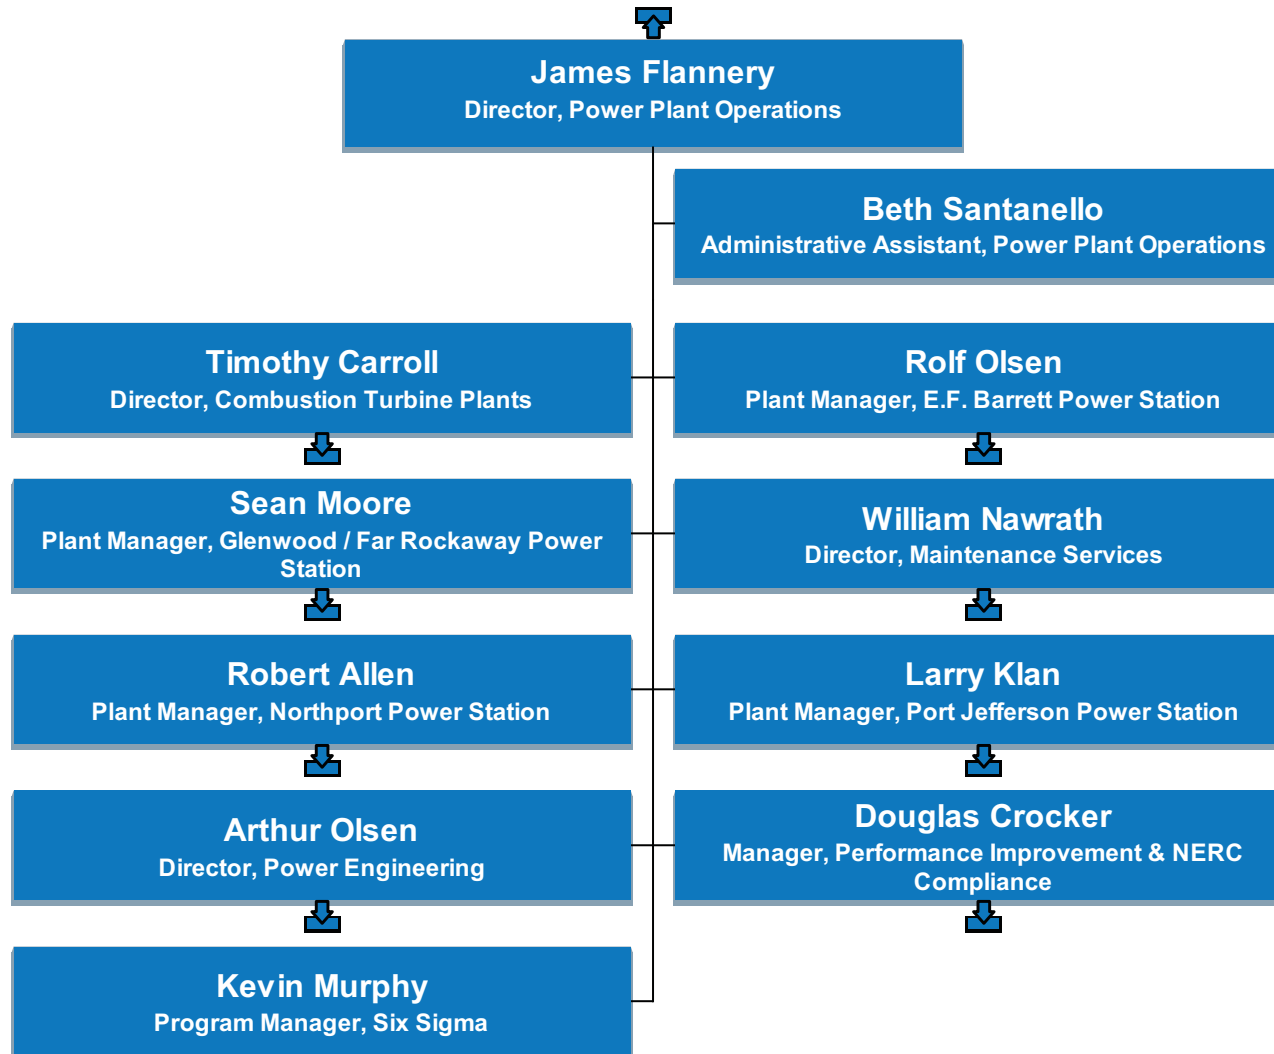 James Flannery
Director, Power Plant Operations
Beth Santanello
Administrative Assistant, Power Plant Operations
Timothy Carroll
Director, Combustion Turbine Plants
Rolf Olsen
Plant Manager, E.F. Barrett Power Station
Sean Moore
Plant Manager, Glenwood / Far Rockaway Power
Station
William Nawrath
Director, Maintenance Services
Robert Allen
Plant Manager, Northport Power Station
Larry Klan
Plant Manager, Port Jefferson Power Station
Arthur Olsen
Director, Power Engineering
Douglas Crocker
Manager, Performance Improvement & NERC
Compliance
Kevin Murphy
Program Manager, Six Sigma